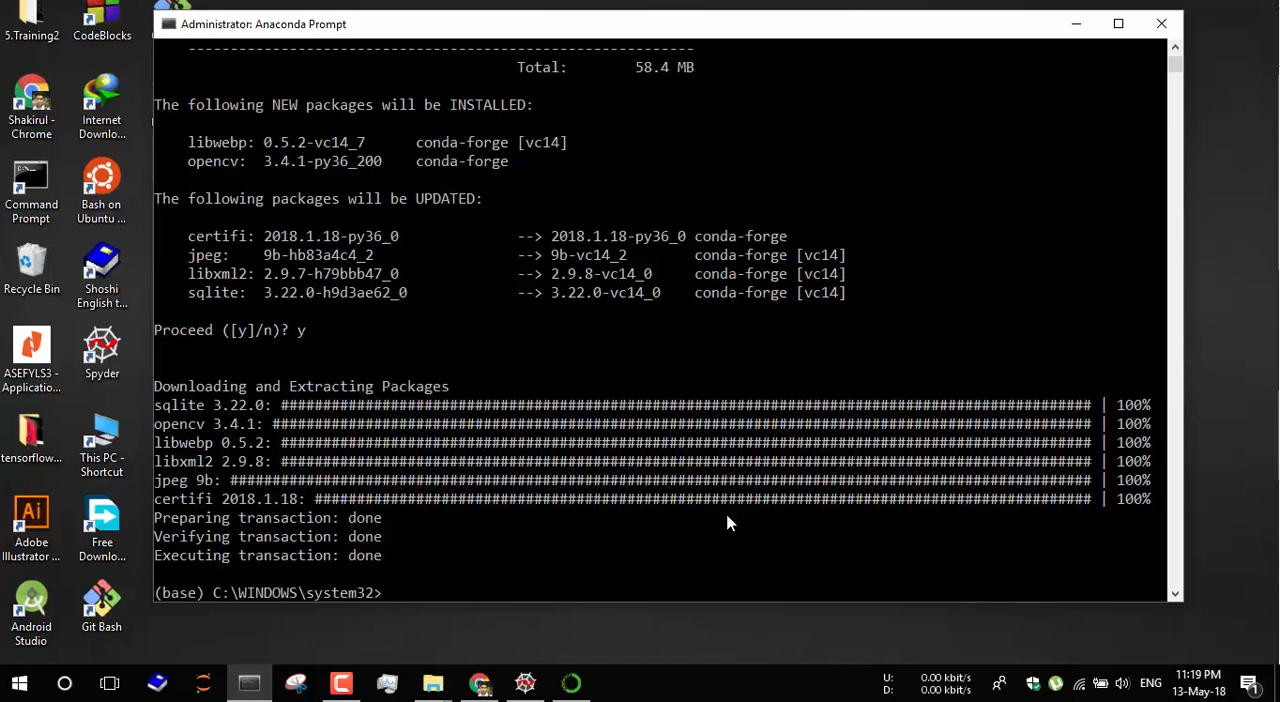 5.Training2
CodeBlocks
Shakirul -
Chrome
Internet
Downlo...
Command
Prompt
Bash on
Ubuntu ...
Recycle Bin
Shoshi
English t...
ASEFYLS3 -
Applicatio...
Spyder
tensorflow...
This PC -
Shortcut
Adobe
Illustrator ...
Free
Downlo...
Android
Studio
Git Bash
Administrator: Anaconda Prompt
------------------------------------------------------------
Total: 58.4 MB
The following NEW packages will be INSTALLED:
libwebp: 0.5.2-vc14_7 conda-forge [vc14]
opencv: 3.4.1-py36_200 conda-forge
The following packages will be UPDATED:
certifi: 2018.1.18-py36_0 --> 2018.1.18-py36_0 conda-forge
jpeg: 9b-hb83a4c4_2 --> 9b-vc14_2 conda-forge [vc14]
libxml2: 2.9.7-h79bbb47_0 --> 2.9.8-vc14_0 conda-forge [vc14]
sqlite: 3.22.0-h9d3ae62_0 --> 3.22.0-vc14_0 conda-forge [vc14]
Proceed ([y]/n)? y
Downloading and Extracting Packages
sqlite 3.22.0: ################################################################################################ | 100%
opencv 3.4.1: ################################################################################################# | 100%
libwebp 0.5.2: ################################################################################################ | 100%
libxml2 2.9.8: ################################################################################################ | 100%
jpeg 9b: ###################################################################################################### | 100%
certifi 2018.1.18: ############################################################################################ | 100%
Preparing transaction: done
Verifying transaction: done
Executing transaction: done
(base) C:\WINDOWS\system32>
U: 0.00 kbit/s
D: 0.00 kbit/s
ENG
11:19 PM
13-May-18
1